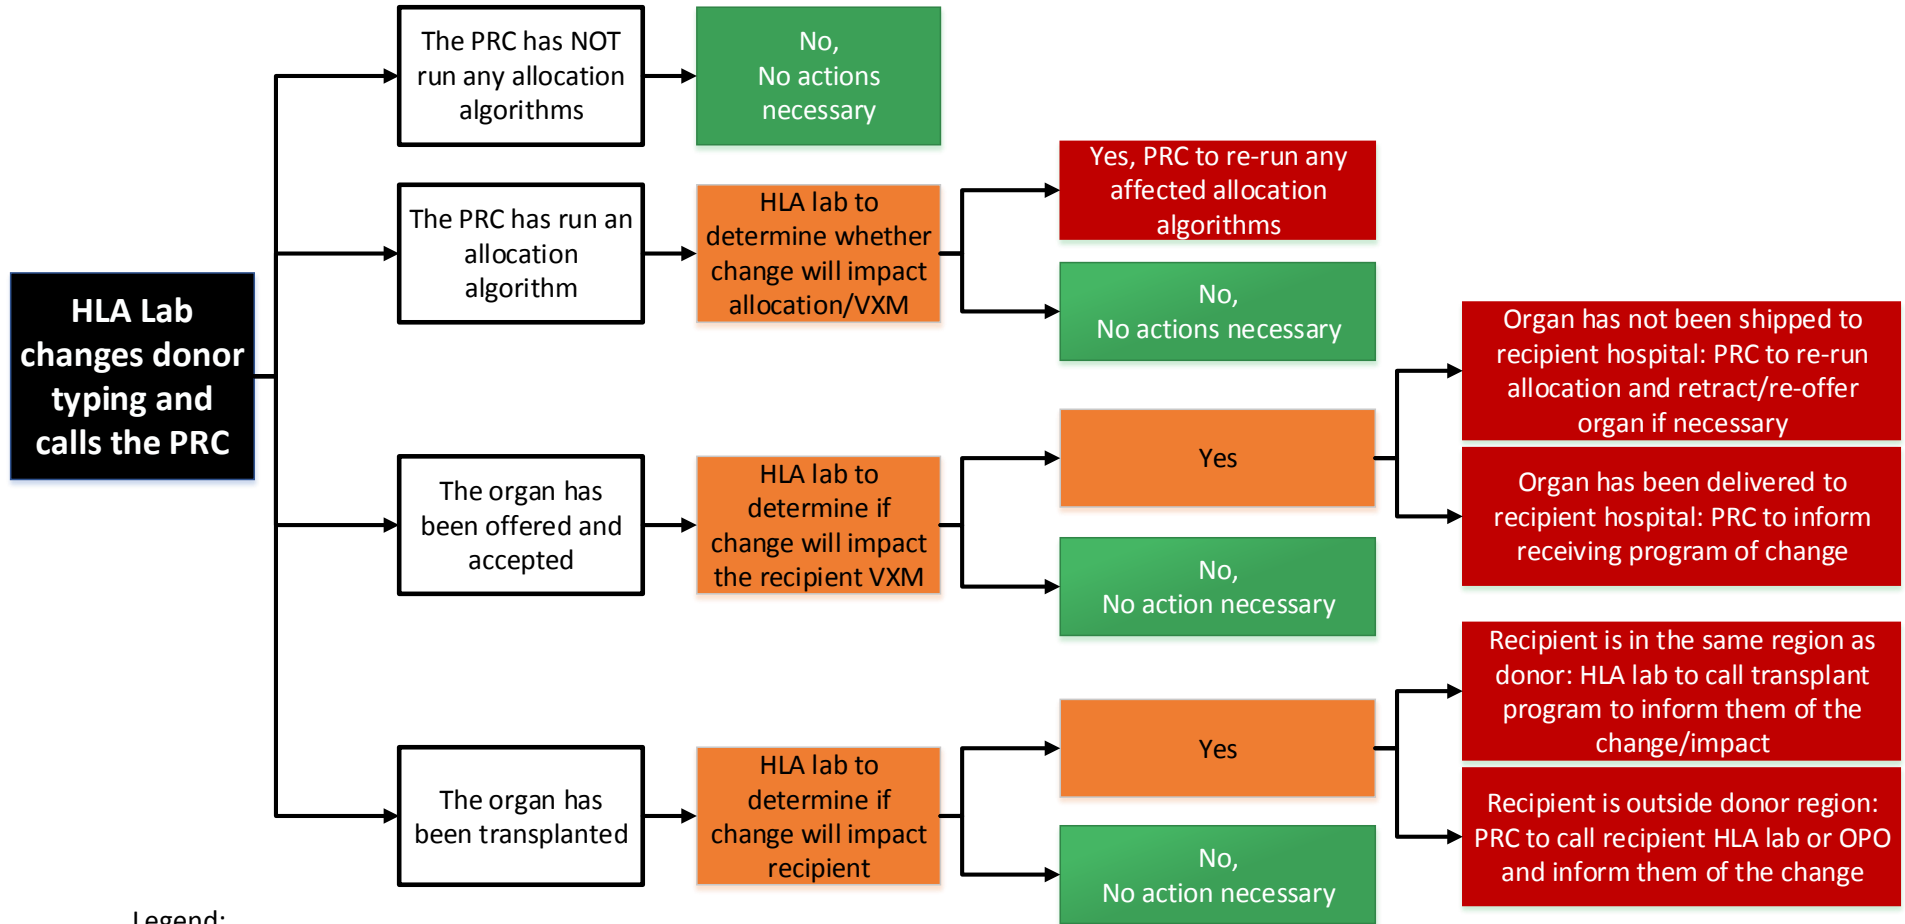 The PRC has NOT
run any allocation
algorithms
No,
No actions
necessary
The PRC has run an
allocation
algorithm
HLA lab to
determine whether
change will impact
allocation/VXM
Yes, PRC to re-run any
affected allocation
algorithms
No,
No actions necessary
HLA Lab
changes donor
typing and
calls the PRC
The organ has
been offered and
accepted
HLA lab to
determine if
change will impact
the recipient VXM
Yes
No,
No action necessary
Organ has not been shipped to
recipient hospital: PRC to re-run
allocation and retract/re-offer
organ if necessary
Organ has been delivered to
recipient hospital: PRC to inform
receiving program of change
The organ has
been transplanted
HLA lab to
determine if
change will impact
recipient
Yes
No,
No action necessary
Recipient is in the same region as
donor: HLA lab to call transplant
program to inform them of the
change/impact
Recipient is outside donor region:
PRC to call recipient HLA lab or OPO
and inform them of the change
Legend: